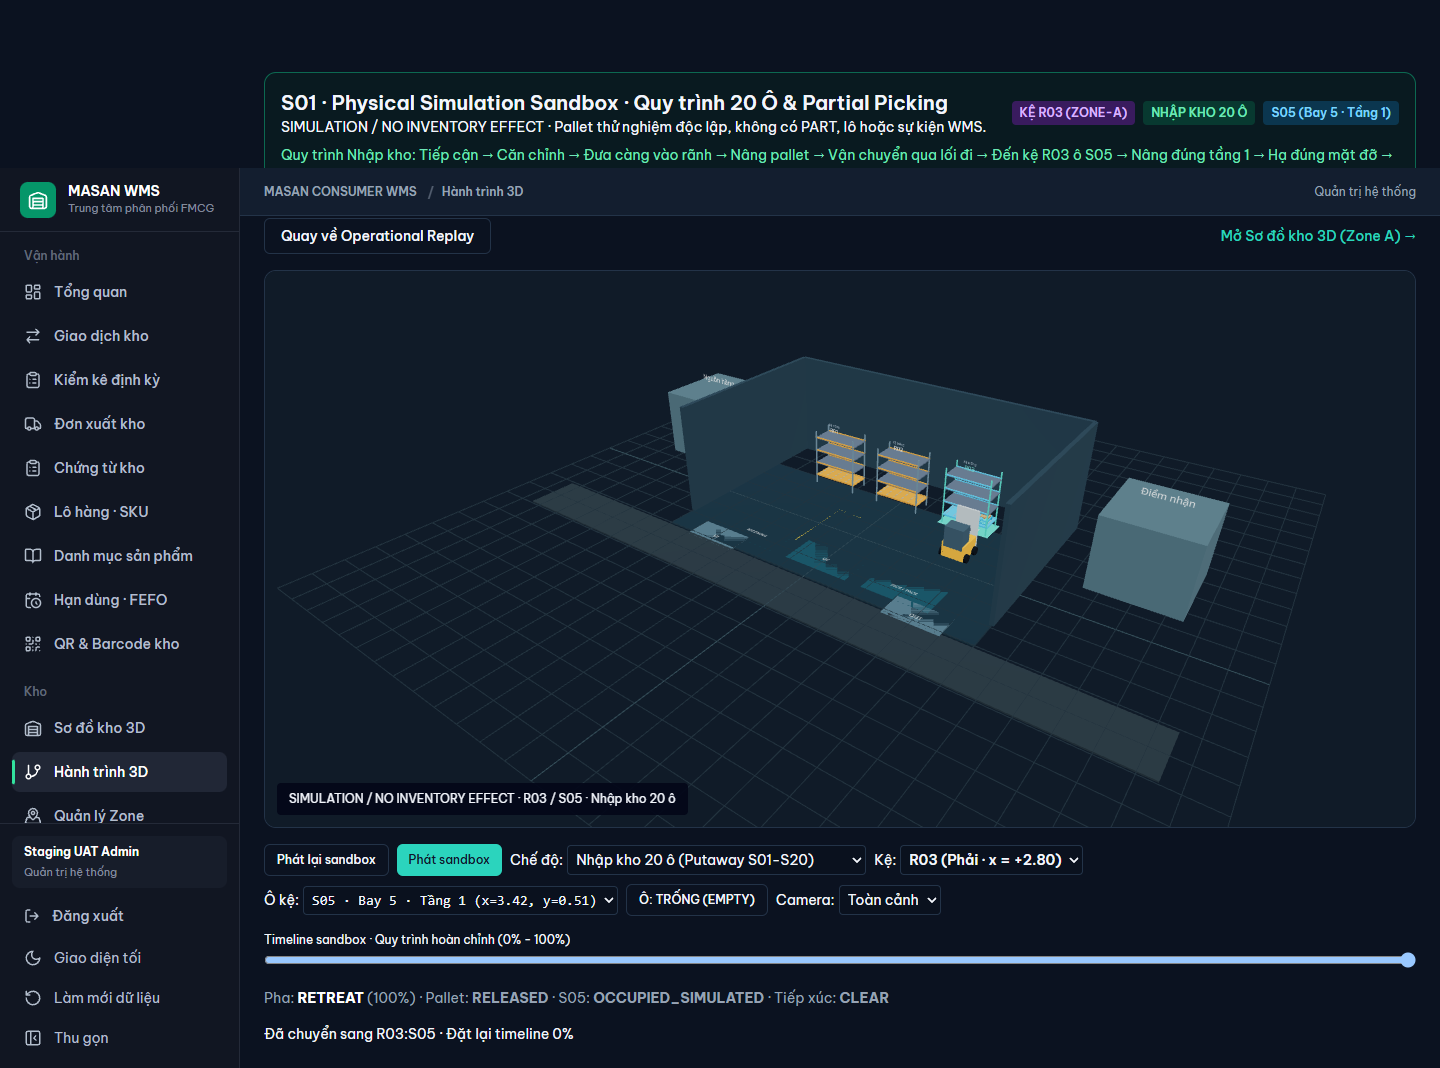 S01 · Physical Simulation Sandbox · Quy trình 20 Ô & Partial Picking
SIMULATION / NO INVENTORY EFFECT · Pallet thử nghiệm độc lập, không có PART, lô hoặc sự kiện WMS.
KỆ R03 (ZONE-A)
NHẬP KHO 20 Ô
S05 (Bay 5 · Tầng 1)
Quy trình Nhập kho: Tiếp cận → Căn chỉnh → Đưa càng vào rãnh → Nâng pallet → Vận chuyển qua lối đi → Đến kệ R03 ô S05 → Nâng đúng tầng 1 → Hạ đúng mặt đỡ →
MASAN WMS
Trung tâm phân phối FMCG
MASAN CONSUMER WMS / Hành trình 3D
Quản trị hệ thống
Quay về Operational Replay
Mở Sơ đồ kho 3D (Zone A) →
Vận hành
Tổng quan
Giao dịch kho
Kiểm kê định kỳ
Đơn xuất kho
Chứng từ kho
Lô hàng · SKU
Danh mục sản phẩm
Hạn dùng · FEFO
QR & Barcode kho
Kho
Sơ đồ kho 3D
Hành trình 3D
Quản lý Zone
Staging UAT Admin
Quản trị hệ thống
Đăng xuất
Giao diện tối
Làm mới dữ liệu
Thu gọn
Điểm nhận
SIMULATION / NO INVENTORY EFFECT · R03 / S05 · Nhập kho 20 ô
Phát lại sandbox
Phát sandbox
Chế độ: Nhập kho 20 ô (Putaway S01-S20)
Kệ: R03 (Phải · x = +2.80)
Ô kệ: S05 · Bay 5 · Tầng 1 (x=3.42, y=0.51)
Ô: TRỐNG (EMPTY)
Camera: Toàn cảnh
Timeline sandbox · Quy trình hoàn chỉnh (0% - 100%)
Pha: RETREAT (100%) · Pallet: RELEASED · S05: OCCUPIED_SIMULATED · Tiếp xúc: CLEAR
Đã chuyển sang R03:S05 · Đặt lại timeline 0%